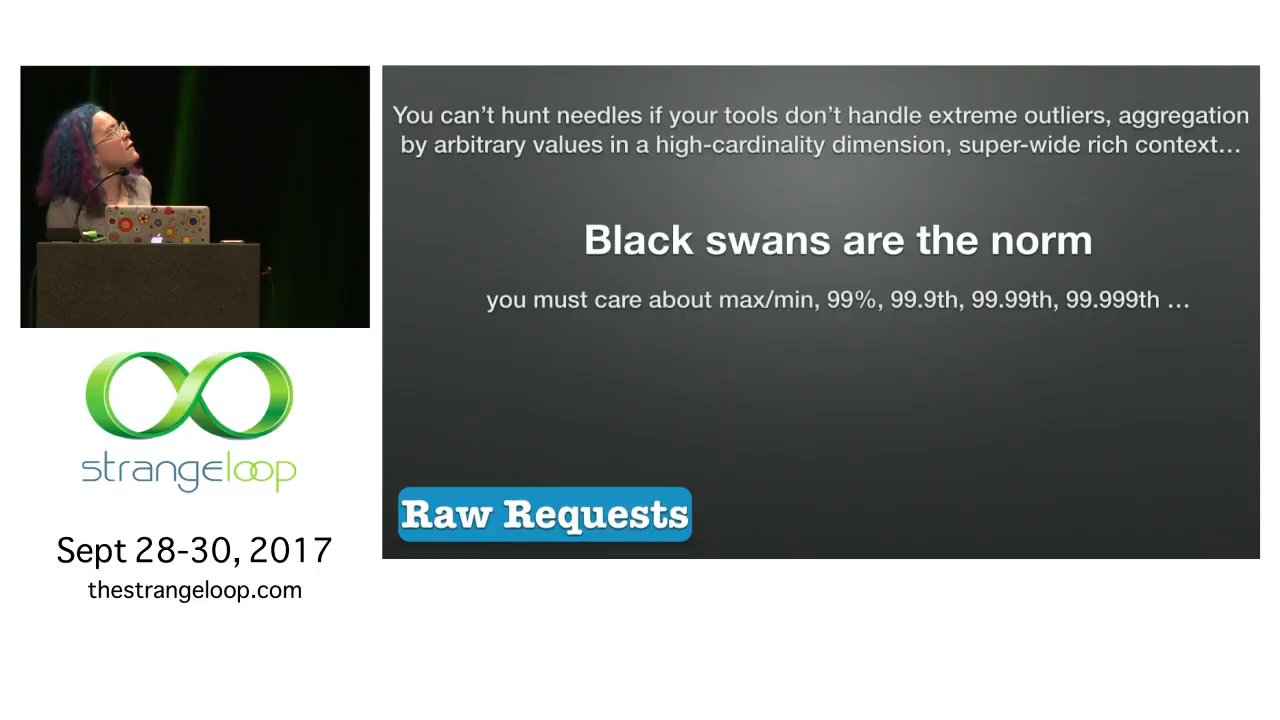 You can't hunt needles if your tools don't handle extreme outliers, aggregation
by arbitrary values in a high-cardinality dimension, super-wide rich context...
Black swans are the norm
you must care about max/min, 99%, 99.9th, 99.99th, 99.999th ...
Raw Requests
strangeloop
Sept 28-30, 2017
thestrangeloop.com